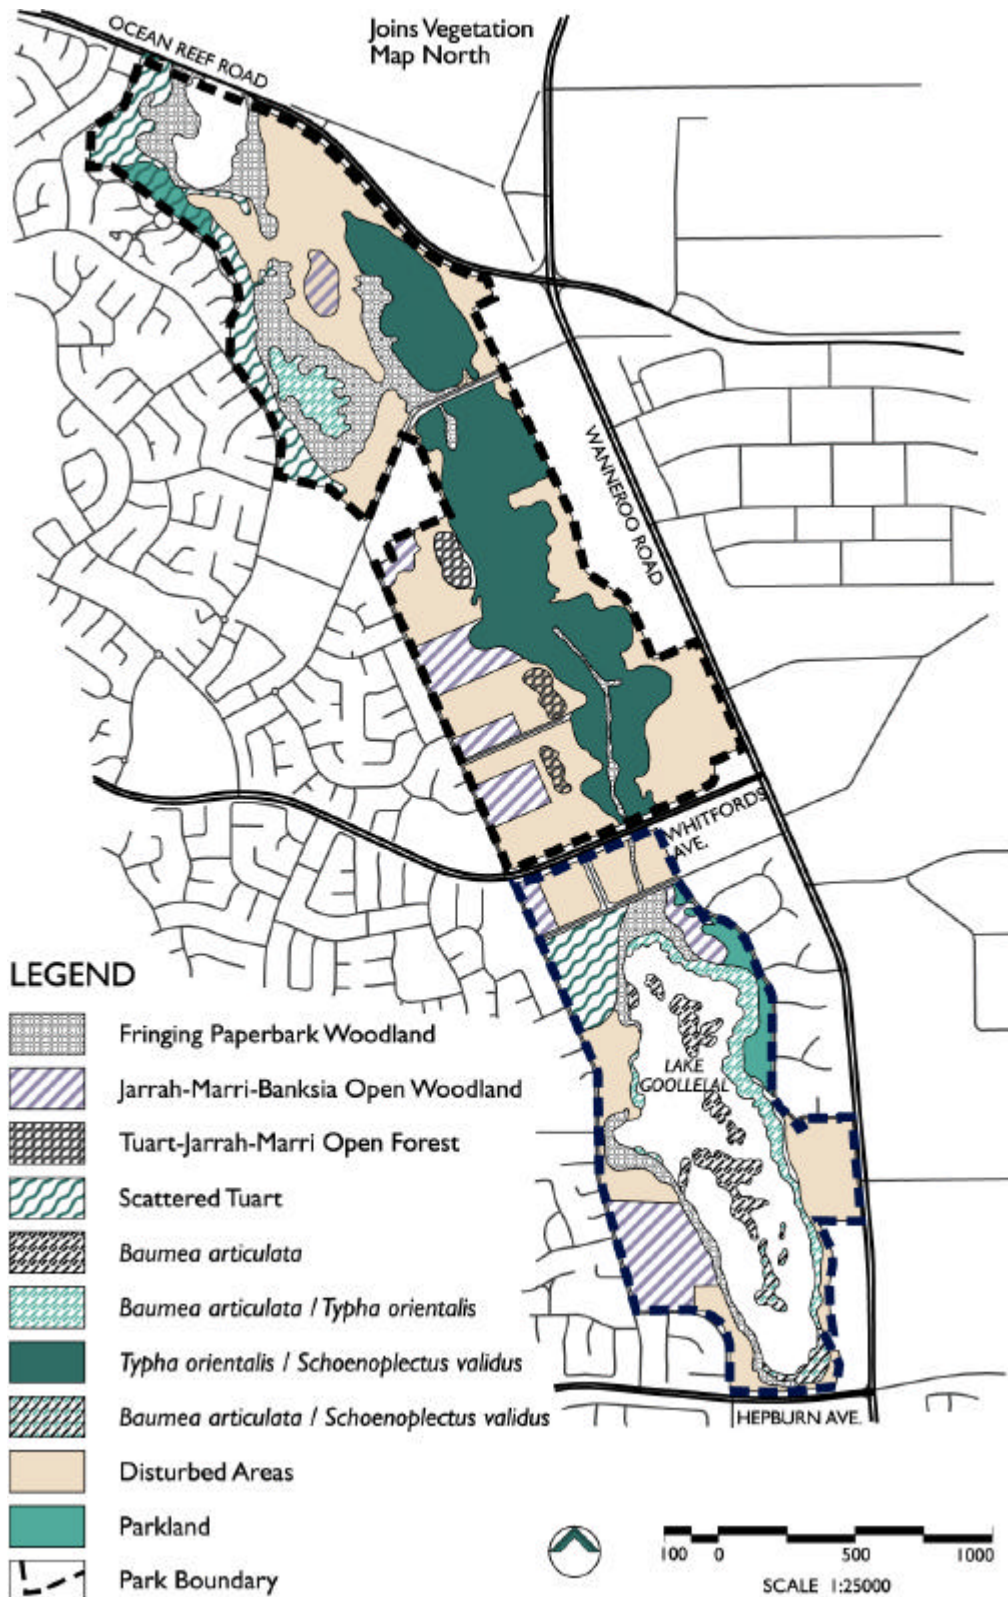 Joins Vegetation
Map North
OCEAN REEF ROAD
WANNEROO ROAD
WHITFORDS
AVE.
LAKE
GOOLLELAL
HEPBURN AVE.
LEGEND
Fringing Paperbark Woodland
Jarrah-Marri-Banksia Open Woodland
Tuart-Jarrah-Marri Open Forest
Scattered Tuart
Baumea articulata
Baumea articulata / Typha orientalis
Typha orientalis / Schoenoplectus validus
Baumea articulata / Schoenoplectus validus
Disturbed Areas
Parkland
Park Boundary
100 0 500 1000
SCALE 1:25000